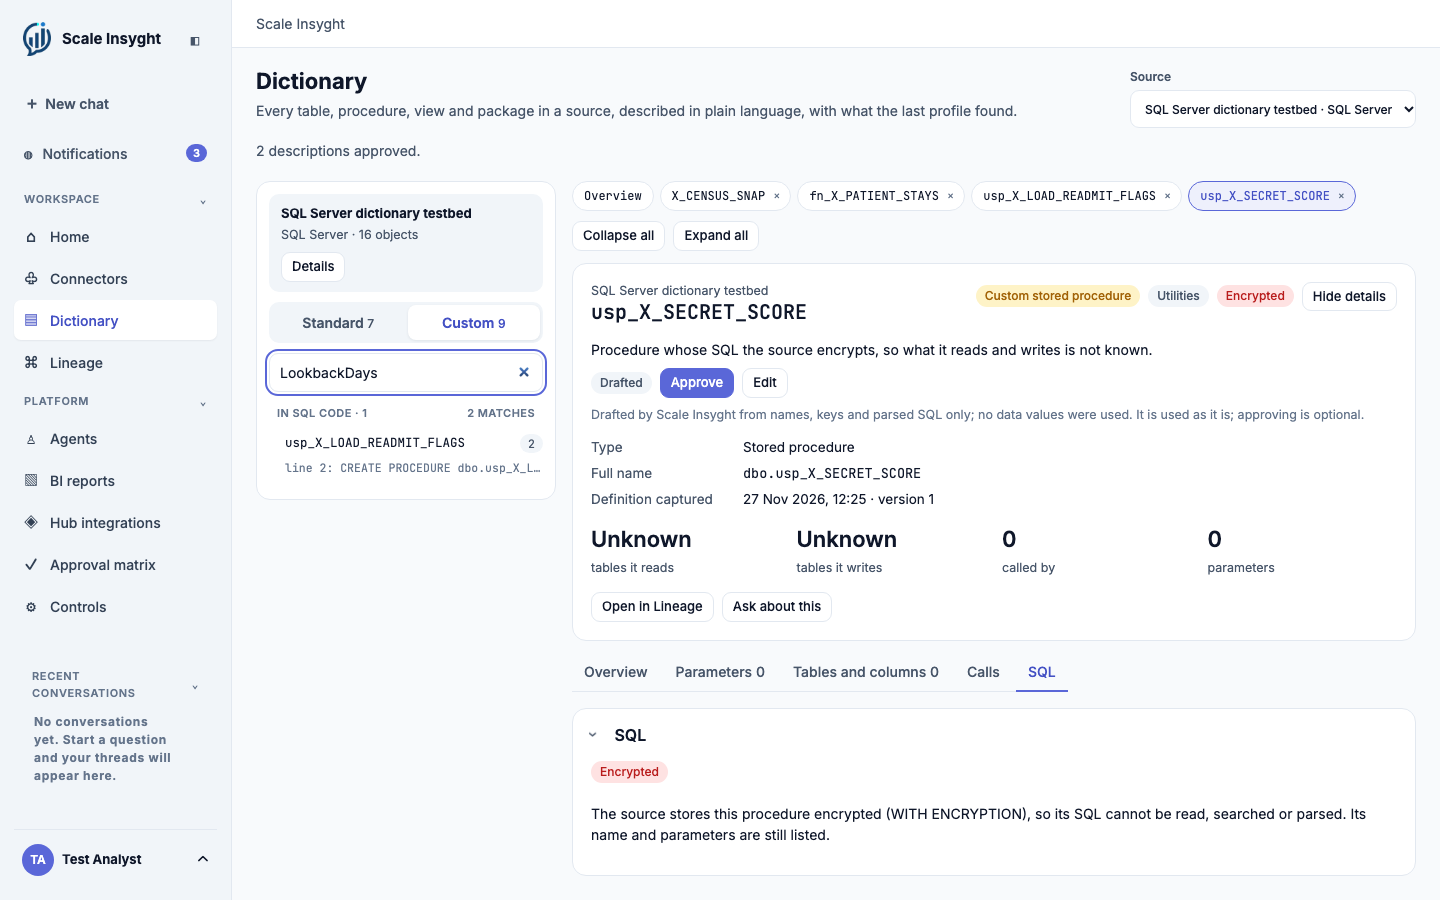 Scale Insyght
Scale Insyght
+ New chat
Notifications 3
WORKSPACE
Home
Connectors
Dictionary
Lineage
PLATFORM
Agents
BI reports
Hub integrations
Approval matrix
Controls
RECENT
CONVERSATIONS
No conversations
yet. Start a question
and your threads will
appear here.
TA Test Analyst
Dictionary
Every table, procedure, view and package in a source, described in plain language, with what the last profile found.
Source
SQL Server dictionary testbed · SQL Server
2 descriptions approved.
SQL Server dictionary testbed
SQL Server · 16 objects
Details
Standard 7 Custom 9
LookbackDays ×
IN SQL CODE · 1 2 MATCHES
usp_X_LOAD_READMIT_FLAGS 2
line 2: CREATE PROCEDURE dbo.usp_X_L…
Overview X_CENSUS_SNAP × fn_X_PATIENT_STAYS × usp_X_LOAD_READMIT_FLAGS × usp_X_SECRET_SCORE ×
Collapse all Expand all
SQL Server dictionary testbed
usp_X_SECRET_SCORE
Custom stored procedure Utilities Encrypted Hide details
Procedure whose SQL the source encrypts, so what it reads and writes is not known.
Drafted Approve Edit
Drafted by Scale Insyght from names, keys and parsed SQL only; no data values were used. It is used as it is; approving is optional.
Type Stored procedure
Full name dbo.usp_X_SECRET_SCORE
Definition captured 27 Nov 2026, 12:25 · version 1
Unknown Unknown 0 0
tables it reads tables it writes called by parameters
Open in Lineage Ask about this
Overview Parameters 0 Tables and columns 0 Calls SQL
SQL
Encrypted
The source stores this procedure encrypted (WITH ENCRYPTION), so its SQL cannot be read, searched or parsed. Its
name and parameters are still listed.